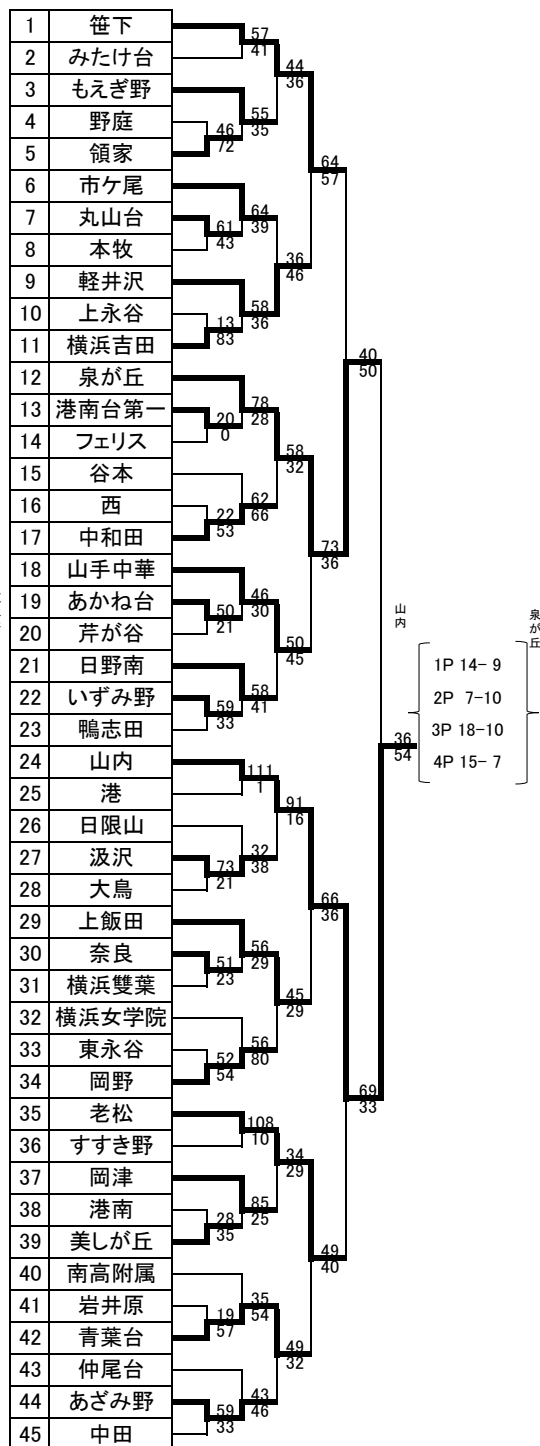 1 笹下
2 みたけ台
3 もえぎ野
4 野庭
5 領家
6 市ケ尾
7 丸山台
8 本牧
9 軽井沢
10 上永谷
11 横浜吉田
12 泉が丘
13 港南台第一
14 フェリス
15 谷本
16 西
17 中和田
18 山手中華
19 あかね台
20 芹が谷
21 日野南
22 いずみ野
23 鴨志田
24 山内
25 港
26 日限山
27 汲沢
28 大鳥
29 上飯田
30 奈良
31 横浜雙葉
32 横浜女学院
33 東永谷
34 岡野
35 老松
36 すすき野
37 岡津
38 港南
39 美しが丘
40 南高附属
41 岩井原
42 青葉台
43 仲尾台
44 あざみ野
45 中田
46
72
61
43
13
83
20
0
22
53
50
21
59
33
73
21
51
23
52
54
28
35
19
57
59
33
57
41
55
35
64
39
58
36
78
28
62
66
46
30
58
41
111
1
32
38
56
29
56
80
108
10
85
25
35
54
43
46
44
36
36
46
58
32
50
45
91
16
45
29
34
29
49
32
64
57
73
36
66
36
49
40
40
50
69
33
36
54
山内
1P 14- 9
2P 7-10
3P 18-10
4P 15- 7
泉が丘